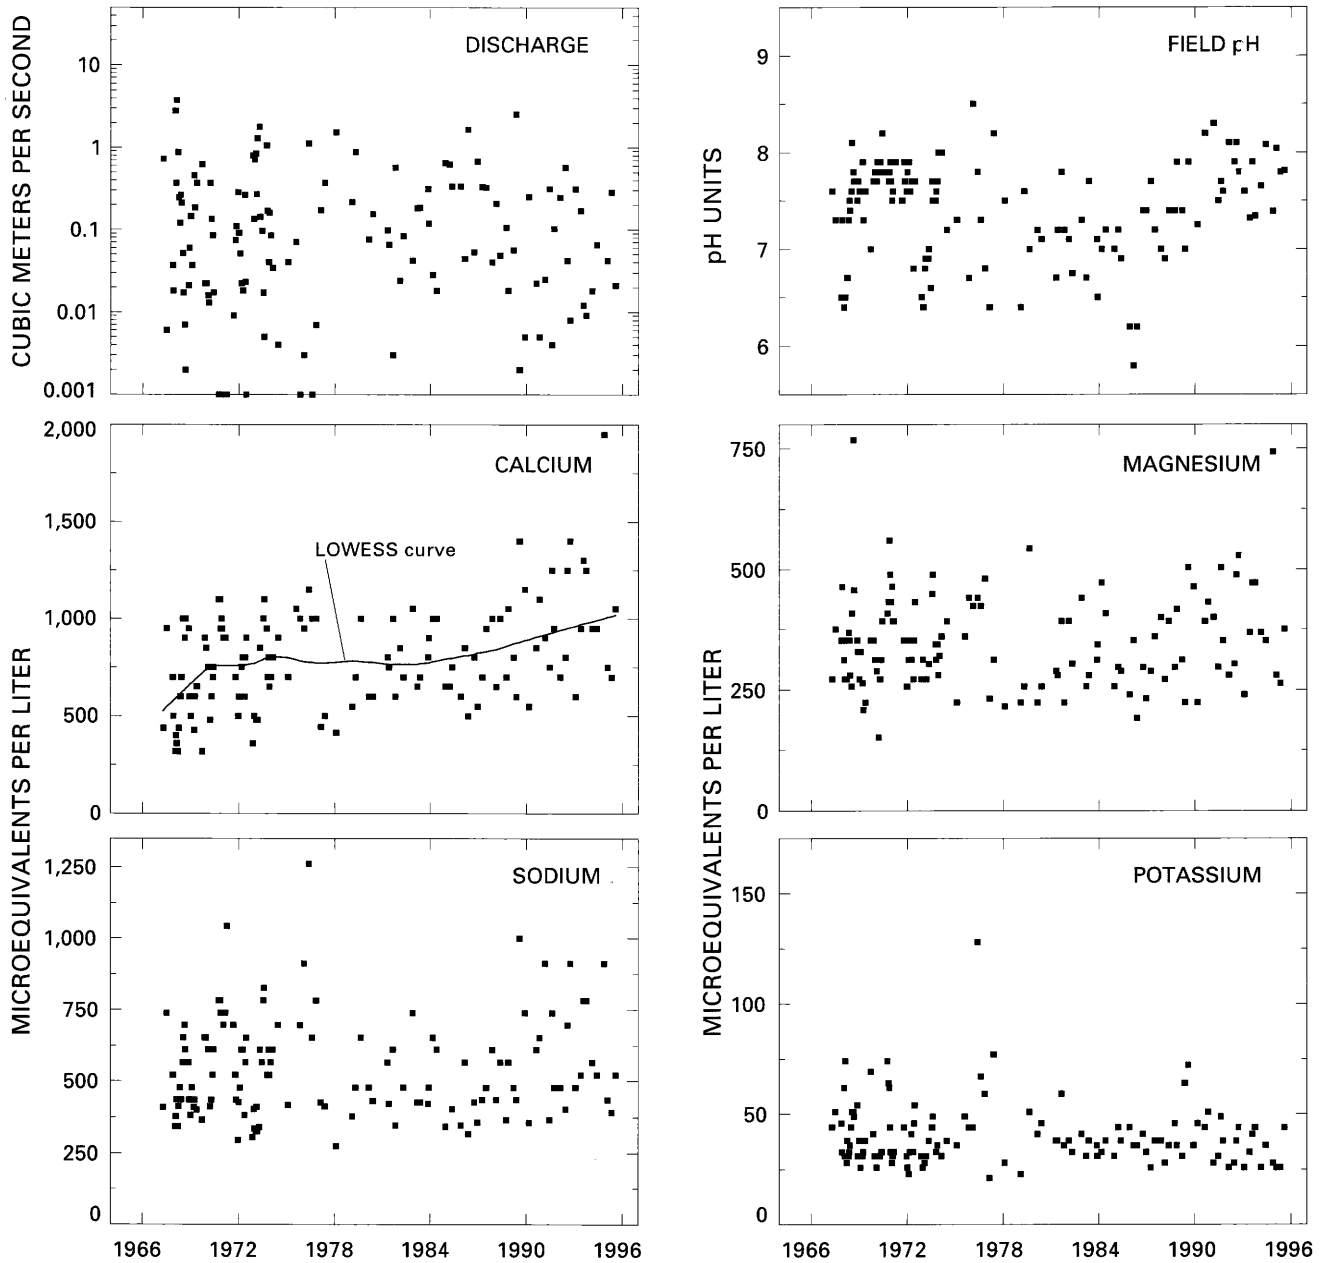 DISCHARGE
CUBIC METERS PER SECOND
10
1
0.1
0.01
0.001
FIELD pH
pH UNITS
9
8
7
6
CALCIUM
LOWESS curve
2,000
1,500
1,000
500
0
MAGNESIUM
750
500
250
0
MICROEQUIVALENTS PER LITER
MICROEQUIVALENTS PER LITER
SODIUM
1,250
1,000
750
500
250
0
1966 1972 1978 1984 1990 1996
POTASSIUM
150
100
50
0
1966 1972 1978 1984 1990 1996